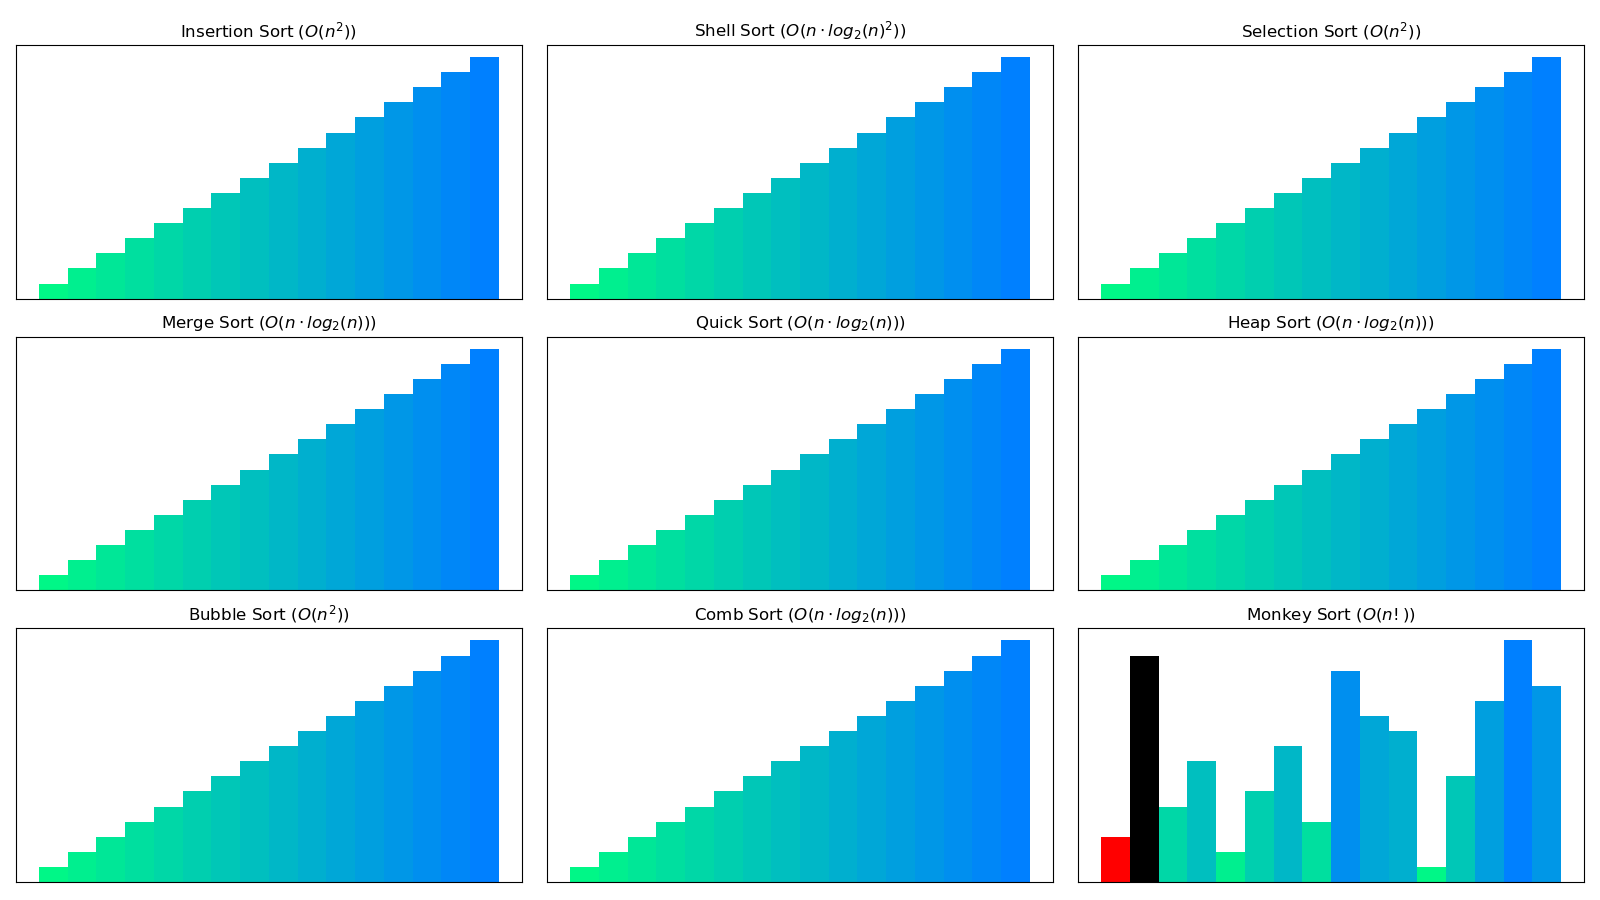 Insertion Sort (O(n²))
Shell Sort (O(n · log₂(n)²))
Selection Sort (O(n²))
Merge Sort (O(n · log₂(n)))
Quick Sort (O(n · log₂(n)))
Heap Sort (O(n · log₂(n)))
Bubble Sort (O(n²))
Comb Sort (O(n · log₂(n)))
Monkey Sort (O(n!))